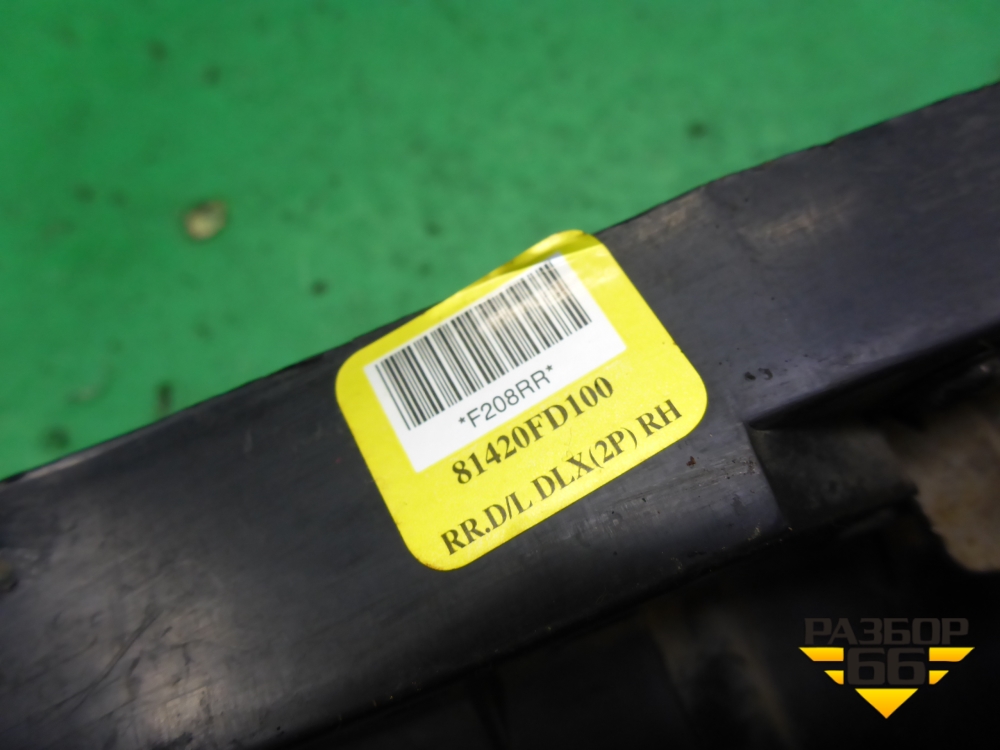 *F208RR*
81420FD100
RR.D/L DLX(2P) RH
РАЗБОР
66